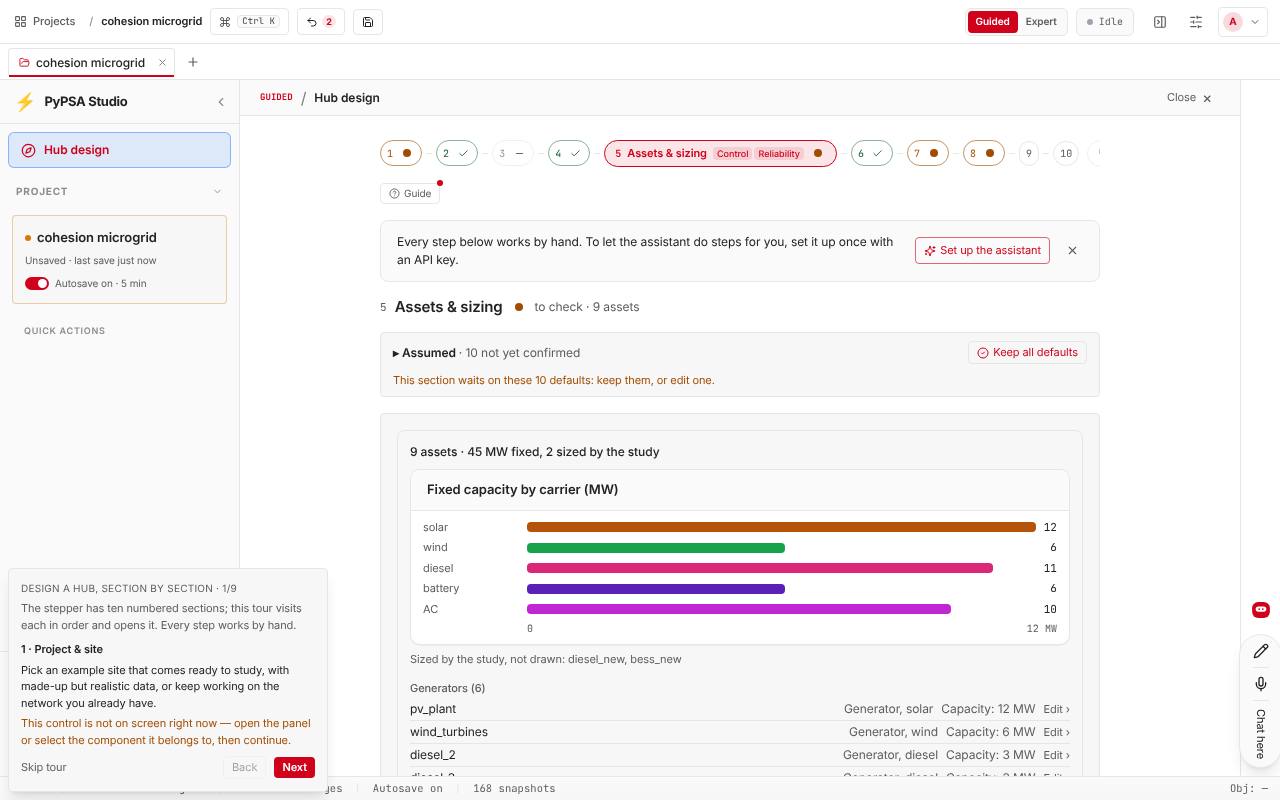 Projects / cohesion microgrid Ctrl K 2 Guided Expert Idle A
cohesion microgrid
PyPSA Studio
GUIDED / Hub design Close
Hub design
PROJECT
cohesion microgrid
Unsaved · last save just now
Autosave on · 5 min
QUICK ACTIONS
1 2 3 4 5 Assets & sizing Control Reliability 6 7 8 9 10
Guide
Every step below works by hand. To let the assistant do steps for you, set it up once with
an API key.
Set up the assistant
5 Assets & sizing to check · 9 assets
▸ Assumed · 10 not yet confirmed
Keep all defaults
This section waits on these 10 defaults: keep them, or edit one.
9 assets · 45 MW fixed, 2 sized by the study
Fixed capacity by carrier (MW)
solar 12
wind 6
diesel 11
battery 6
AC 10
0 12 MW
Sized by the study, not drawn: diesel_new, bess_new
Generators (6)
pv_plant Generator, solar Capacity: 12 MW Edit ›
wind_turbines Generator, wind Capacity: 6 MW Edit ›
diesel_2 Generator, diesel Capacity: 3 MW Edit ›
DESIGN A HUB, SECTION BY SECTION · 1/9
The stepper has ten numbered sections; this tour visits
each in order and opens it. Every step works by hand.
1 · Project & site
Pick an example site that comes ready to study, with
made-up but realistic data, or keep working on the
network you already have.
This control is not on screen right now — open the panel
or select the component it belongs to, then continue.
Skip tour Back Next
Chat here
Autosave on 168 snapshots Obj: —